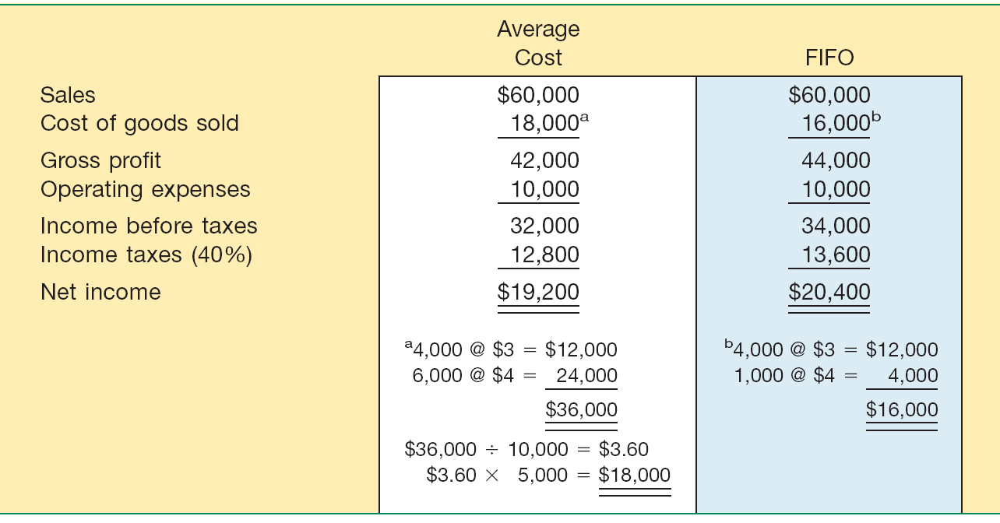 Average
Cost FIFO
Sales $60,000 $60,000
Cost of goods sold 18,000ᵃ 16,000ᵇ
Gross profit 42,000 44,000
Operating expenses 10,000 10,000
Income before taxes 32,000 34,000
Income taxes (40%) 12,800 13,600
Net income $19,200 $20,400
ᵃ4,000 @ $3 = $12,000 ᵇ4,000 @ $3 = $12,000
6,000 @ $4 = 24,000 1,000 @ $4 = 4,000
$36,000 $16,000
$36,000 ÷ 10,000 = $3.60
$3.60 × 5,000 = $18,000